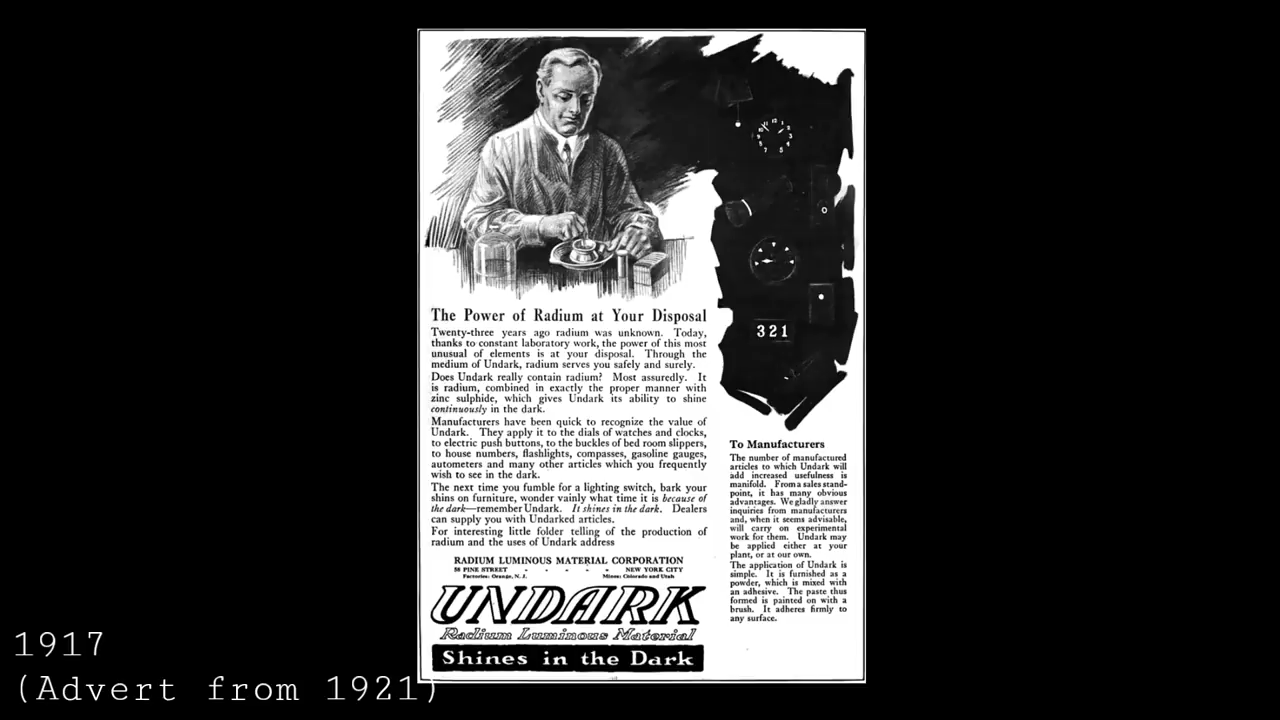 12
11
1
10
2
9
3
8
4
7
5
321
The Power of Radium at Your Disposal
Twenty-three years ago radium was unknown. Today,
thanks to constant laboratory work, the power of this most
unusual of elements is at your disposal. Through the
medium of Undark, radium serves you safely and surely.
Does Undark really contain radium? Most assuredly. It
is radium, combined in exactly the proper manner with
zinc sulphide, which gives Undark its ability to shine
continuously in the dark.
Manufacturers have been quick to recognize the value of
Undark. They apply it to the dials of watches and clocks,
to electric push buttons, to the buckles of bed room slippers,
to house numbers, flashlights, compasses, gasoline gauges,
autometers and many other articles which you frequently
wish to see in the dark.
The next time you fumble for a lighting switch, bark your
shins on furniture, wonder vainly what time it is because of
the dark—remember Undark. It shines in the dark. Dealers
can supply you with Undarked articles.
For interesting little folder telling of the production of
radium and the uses of Undark address
RADIUM LUMINOUS MATERIAL CORPORATION
58 PINE STREET - - - - - NEW YORK CITY
Factories: Orange, N. J. Mines: Colorado and Utah
UNDARK
Radium Luminous Material
Shines in the Dark
To Manufacturers
The number of manufactured
articles to which Undark will
add increased usefulness is
manifold. From a sales stand-
point, it has many obvious
advantages. We gladly answer
inquiries from manufacturers
and, when it seems advisable,
will carry on experimental
work for them. Undark may
be applied either at your
plant, or at our own.
The application of Undark is
simple. It is furnished as a
powder, which is mixed with
an adhesive. The paste thus
formed is painted on with a
brush. It adheres firmly to
any surface.
1917
(Advert from 1921)